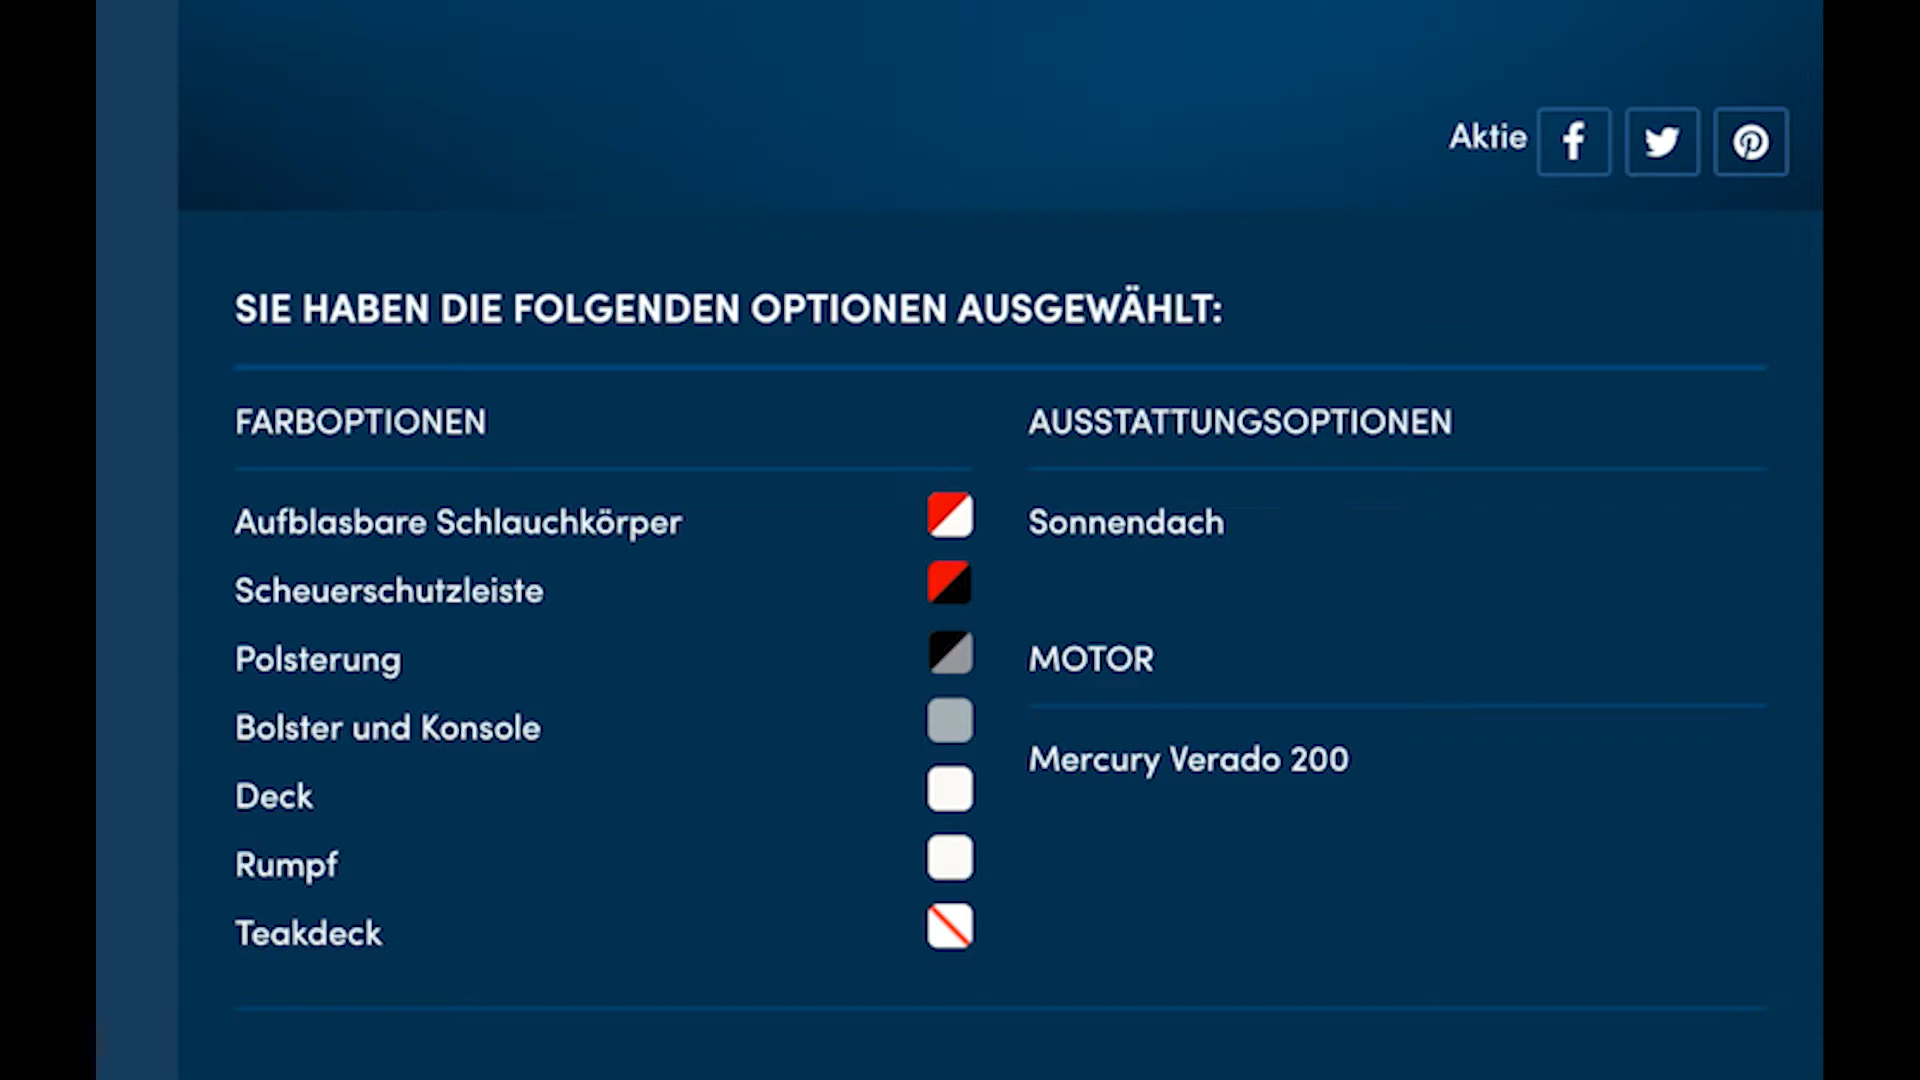 Aktie
SIE HABEN DIE FOLGENDEN OPTIONEN AUSGEWÄHLT:
FARBOPTIONEN
Aufblasbare Schlauchkörper
Scheuerschutzleiste
Polsterung
Bolster und Konsole
Deck
Rumpf
Teakdeck
AUSSTATTUNGSOPTIONEN
Sonnendach
MOTOR
Mercury Verado 200